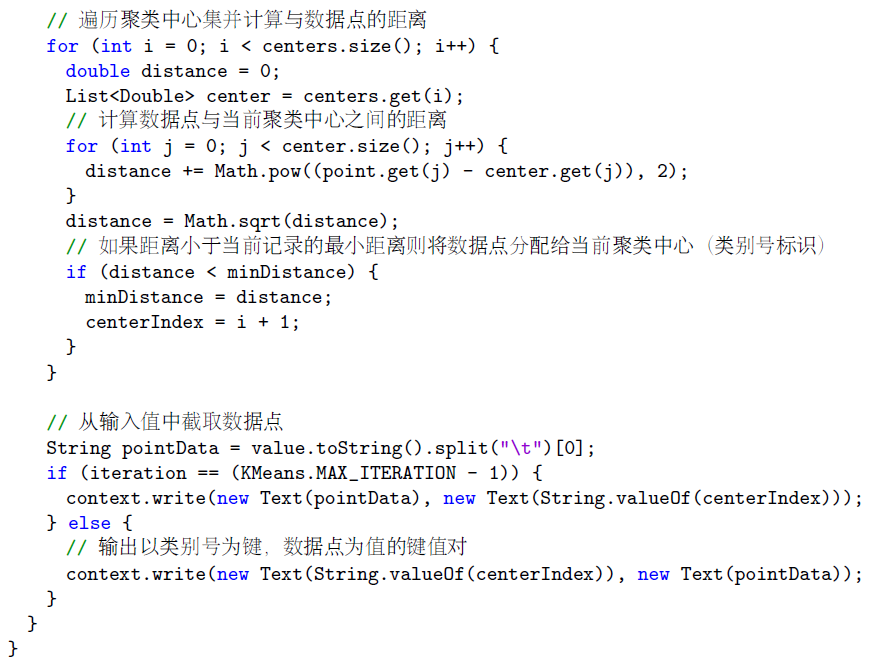 // 遍历聚类中心集并计算与数据点的距离
for (int i = 0; i < centers.size(); i++) {
double distance = 0;
List<Double> center = centers.get(i);
// 计算数据点与当前聚类中心之间的距离
for (int j = 0; j < center.size(); j++) {
distance += Math.pow((point.get(j) - center.get(j)), 2);
}
distance = Math.sqrt(distance);
// 如果距离小于当前记录的最小距离则将数据点分配给当前聚类中心（类别号标识）
if (distance < minDistance) {
minDistance = distance;
centerIndex = i + 1;
}
}
// 从输入值中截取数据点
String pointData = value.toString().split("\t")[0];
if (iteration == (KMeans.MAX_ITERATION - 1)) {
context.write(new Text(pointData), new Text(String.valueOf(centerIndex)));
} else {
// 输出以类别号为键，数据点为值的键值对
context.write(new Text(String.valueOf(centerIndex)), new Text(pointData));
}
}
}